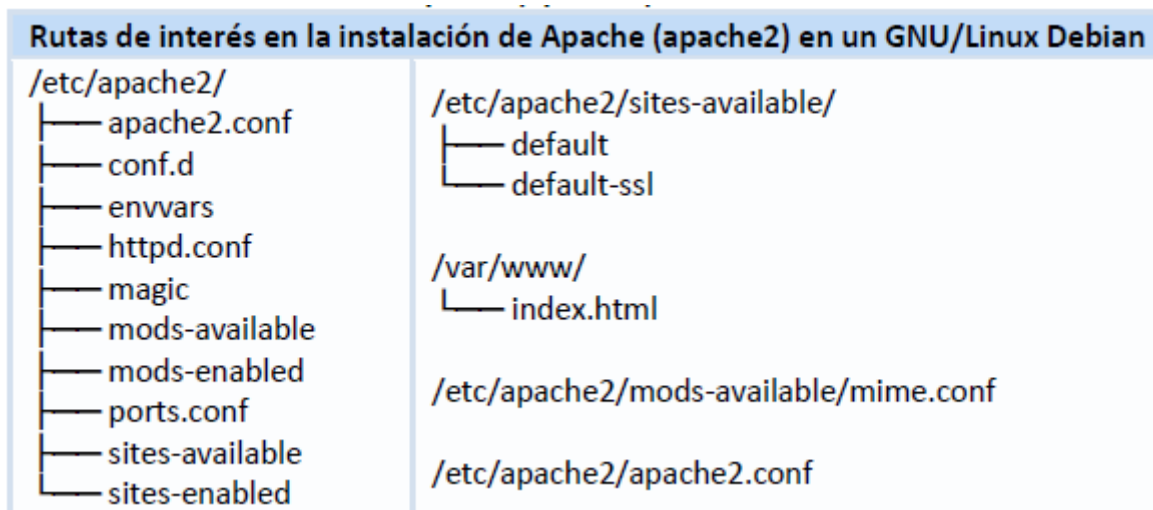 Rutas de interés en la instalación de Apache (apache2) en un GNU/Linux Debian
/etc/apache2/
├── apache2.conf
├── conf.d
├── envvars
├── httpd.conf
├── magic
├── mods-available
├── mods-enabled
├── ports.conf
├── sites-available
└── sites-enabled
/etc/apache2/sites-available/
├── default
└── default-ssl
/var/www/
└── index.html
/etc/apache2/mods-available/mime.conf
/etc/apache2/apache2.conf